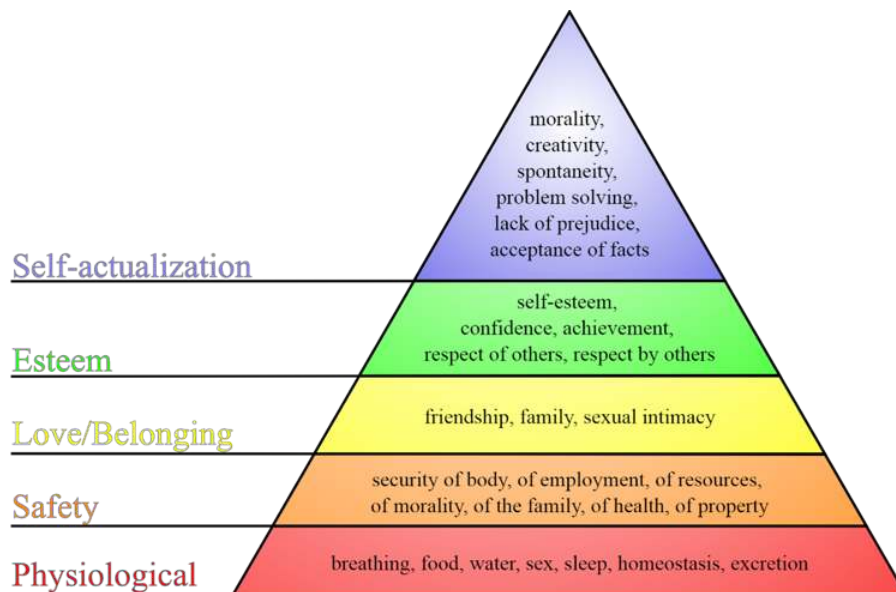 morality,
creativity,
spontaneity,
problem solving,
lack of prejudice,
acceptance of facts
Self-actualization
self-esteem,
confidence, achievement,
respect of others, respect by others
Esteem
friendship, family, sexual intimacy
Love/Belonging
security of body, of employment, of resources,
of morality, of the family, of health, of property
Safety
breathing, food, water, sex, sleep, homeostasis, excretion
Physiological